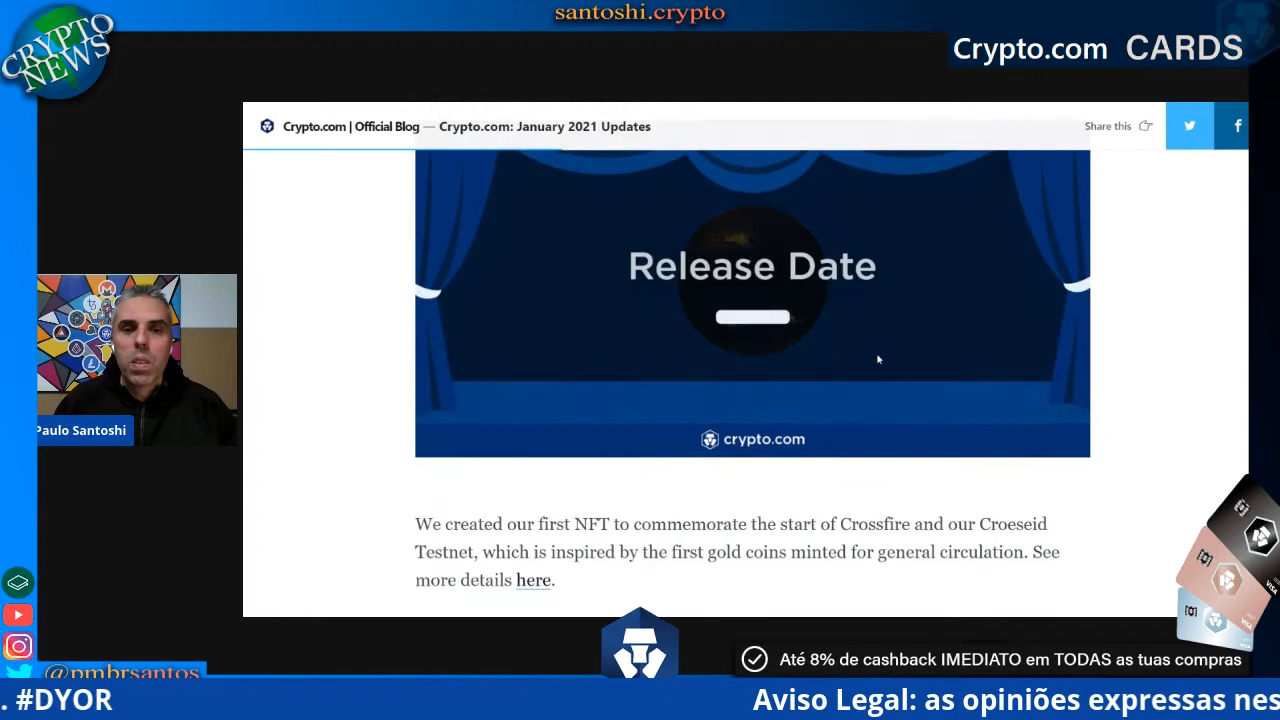 santoshi.crypto
CRYPTO
NEWS
Crypto.com CARDS
Crypto.com | Official Blog — Crypto.com: January 2021 Updates
Share this
Release Date
crypto.com
Paulo Santoshi
We created our first NFT to commemorate the start of Crossfire and our Croeseid
Testnet, which is inspired by the first gold coins minted for general circulation. See
more details here.
VISA
VISA
VISA
@pmbrsantos
Até 8% de cashback IMEDIATO em TODAS as tuas compras
. #DYOR
Aviso Legal: as opiniões expressas nes